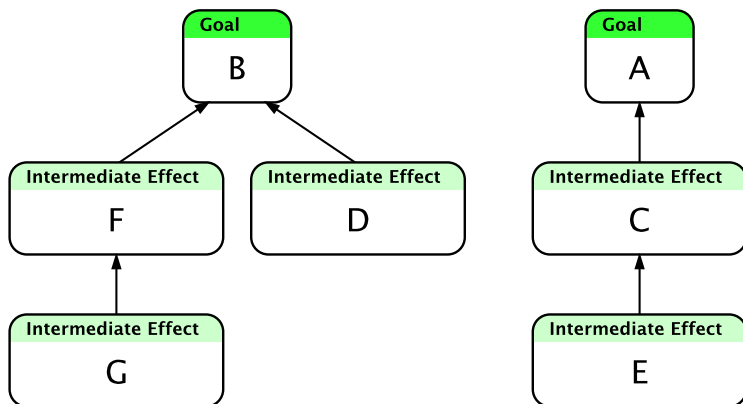 Goal
B
Goal
A
Intermediate Effect
F
Intermediate Effect
D
Intermediate Effect
C
Intermediate Effect
G
Intermediate Effect
E